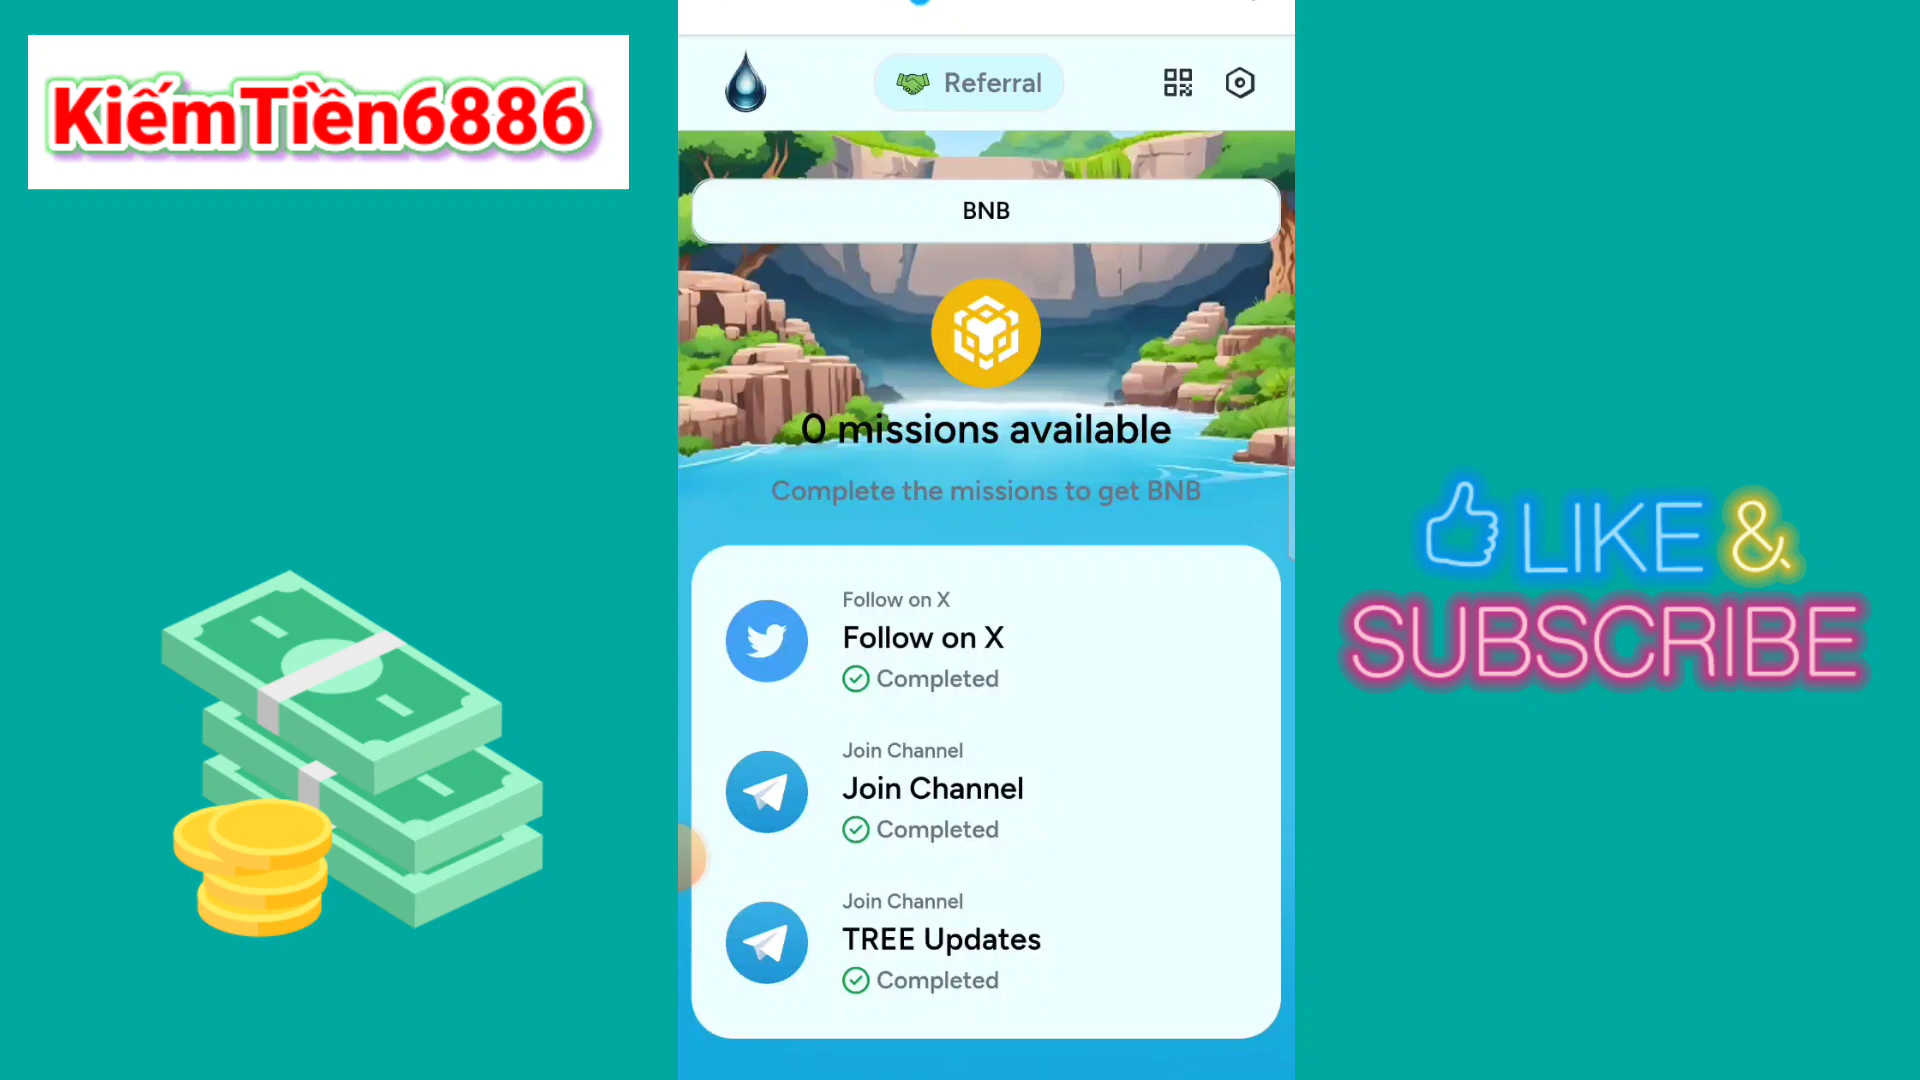 KiếmTiền6886
Referral
BNB
0 missions available
Complete the missions to get BNB
Follow on X
Follow on X
Completed
Join Channel
Join Channel
Completed
Join Channel
TREE Updates
Completed
LIKE &
SUBSCRIBE